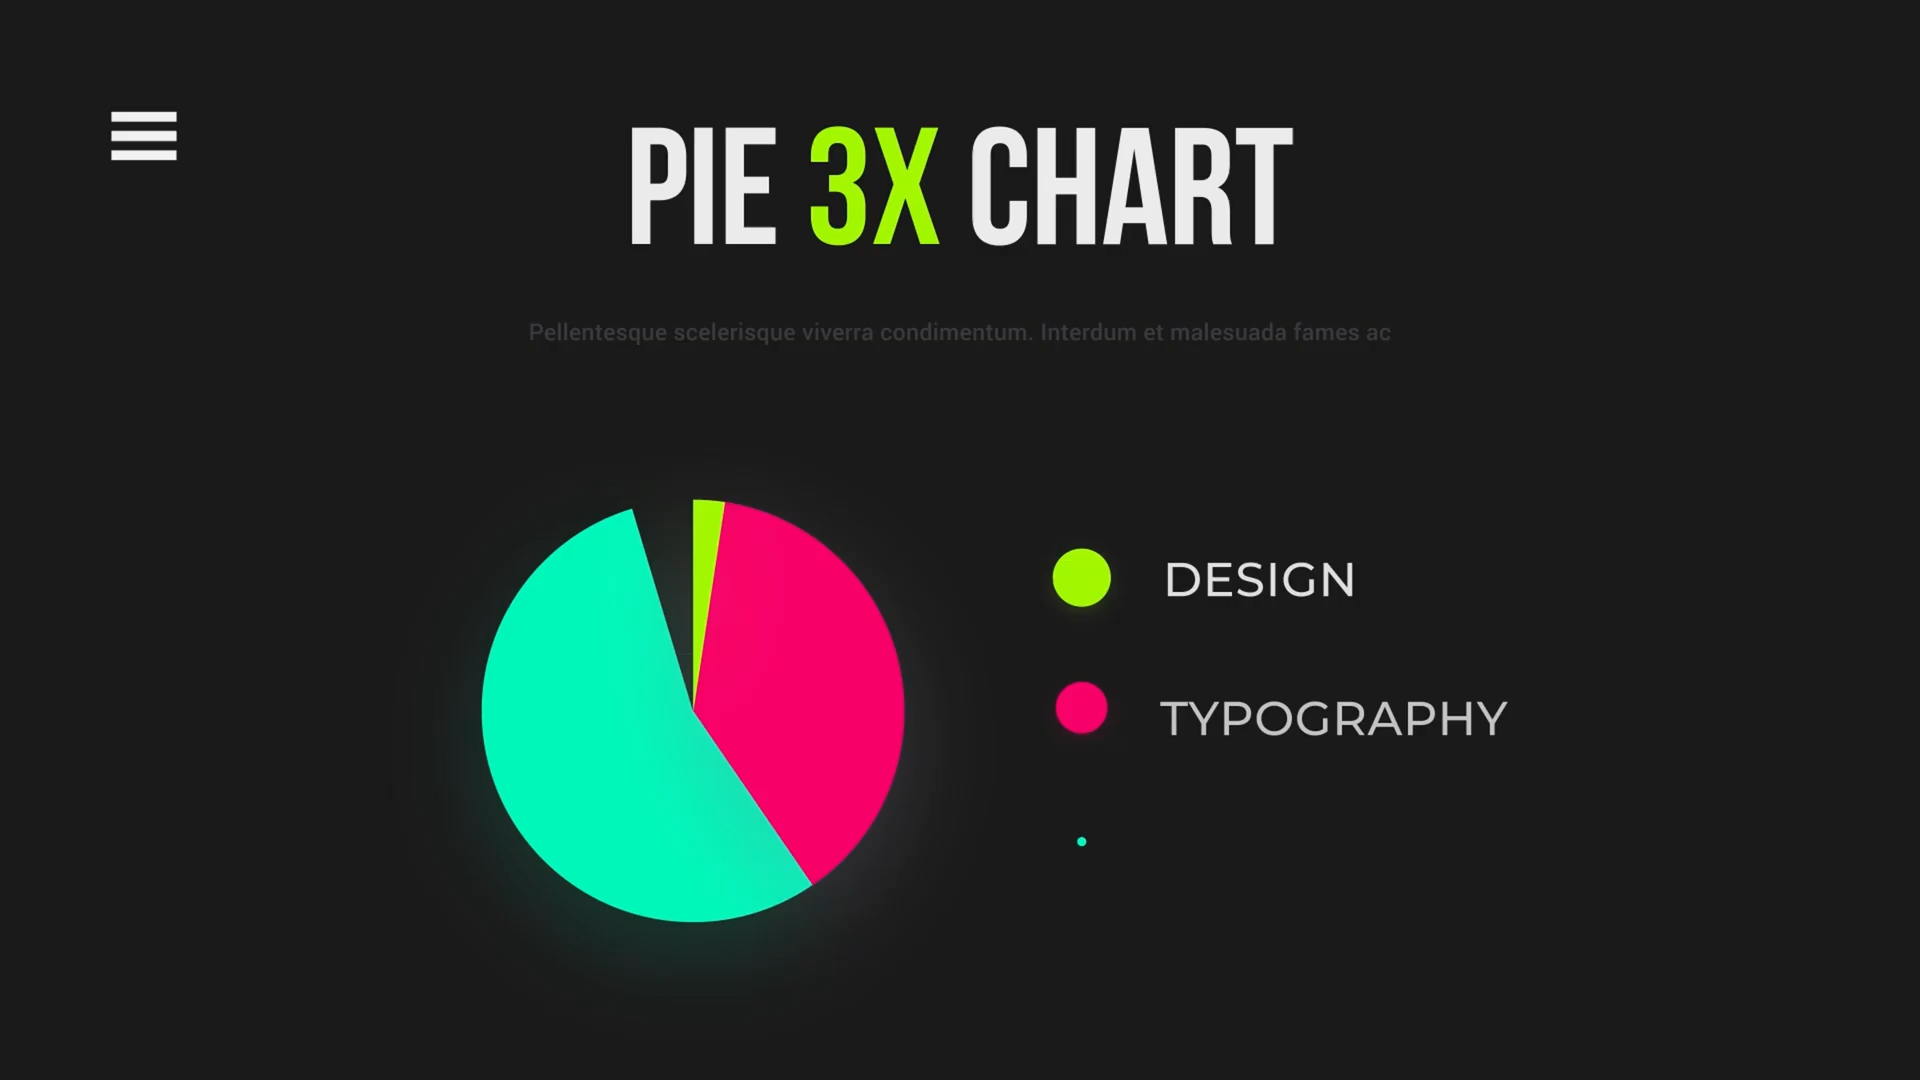 PIE 3X CHART
Pellentesque scelerisque viverra condimentum. Interdum et malesuada fames ac
DESIGN
TYPOGRAPHY